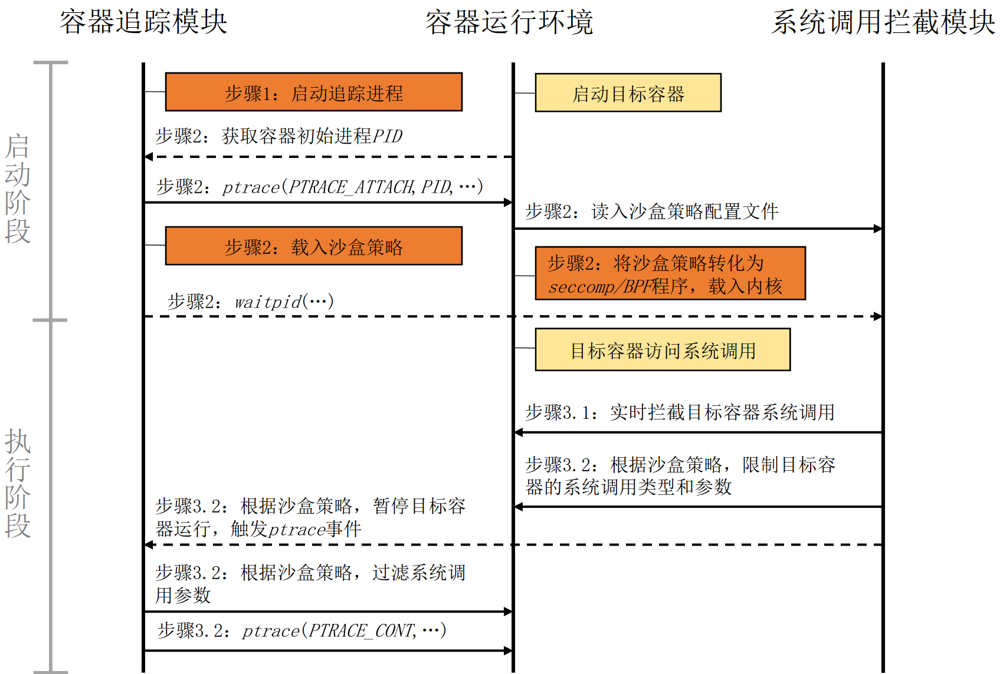 容器追踪模块
容器运行环境
系统调用拦截模块
启动阶段
步骤1：启动追踪进程
启动目标容器
步骤2：获取容器初始进程PID
步骤2：ptrace(PTRACE_ATTACH, PID, …)
步骤2：读入沙盒策略配置文件
步骤2：载入沙盒策略
步骤2：将沙盒策略转化为
seccomp/BPF程序，载入内核
步骤2：waitpid(…)
执行阶段
目标容器访问系统调用
步骤3.1：实时拦截目标容器系统调用
步骤3.2：根据沙盒策略，限制目标容
器的系统调用类型和参数
步骤3.2：根据沙盒策略，暂停目标容
器运行，触发ptrace事件
步骤3.2：根据沙盒策略，过滤系统调
用参数
步骤3.2：ptrace(PTRACE_CONT, …)